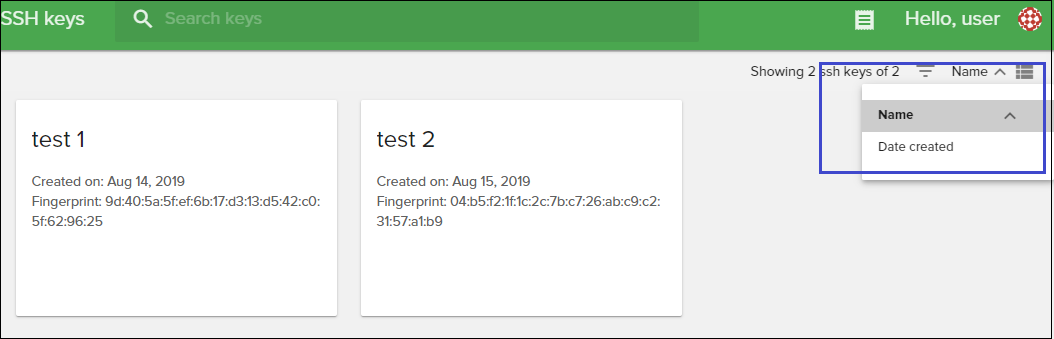 SSH keys
Search keys
Hello, user
Showing 2 ssh keys of 2
Name
Name
Date created
test 1
Created on: Aug 14, 2019
Fingerprint: 9d:40:5a:5f:ef:6b:17:d3:13:d5:42:c0:
5f:62:96:25
test 2
Created on: Aug 15, 2019
Fingerprint: 04:b5:f2:1f:1c:2c:7b:c7:26:ab:c9:c2:
31:57:a1:b9